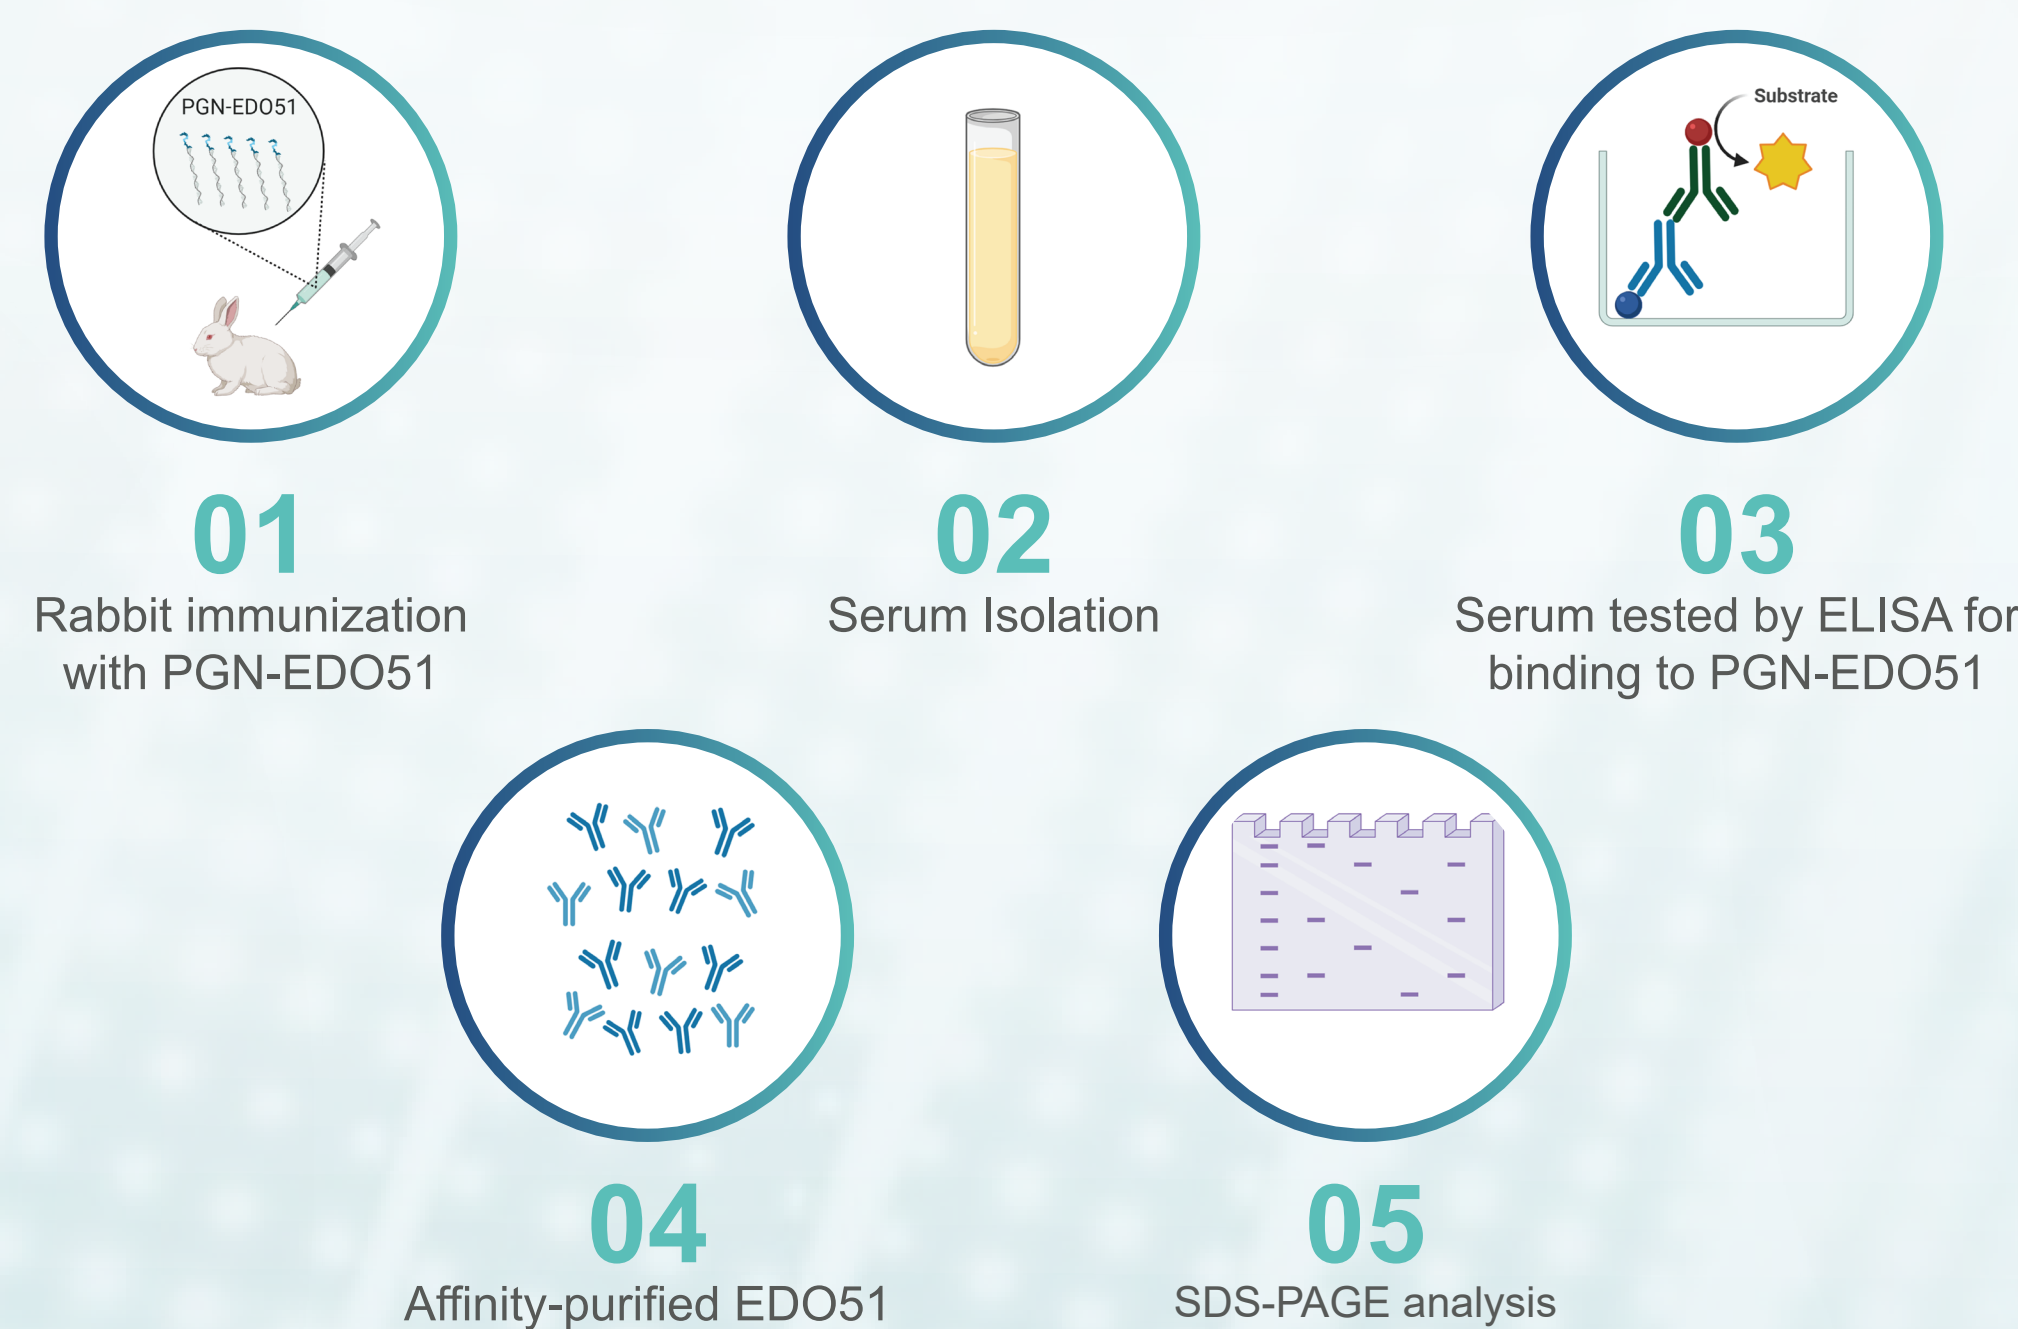 PGN-EDO51
Substrate
01
Rabbit immunization
with PGN-EDO51
02
Serum Isolation
03
Serum tested by ELISA for
binding to PGN-EDO51
04
Affinity-purified EDO51
05
SDS-PAGE analysis